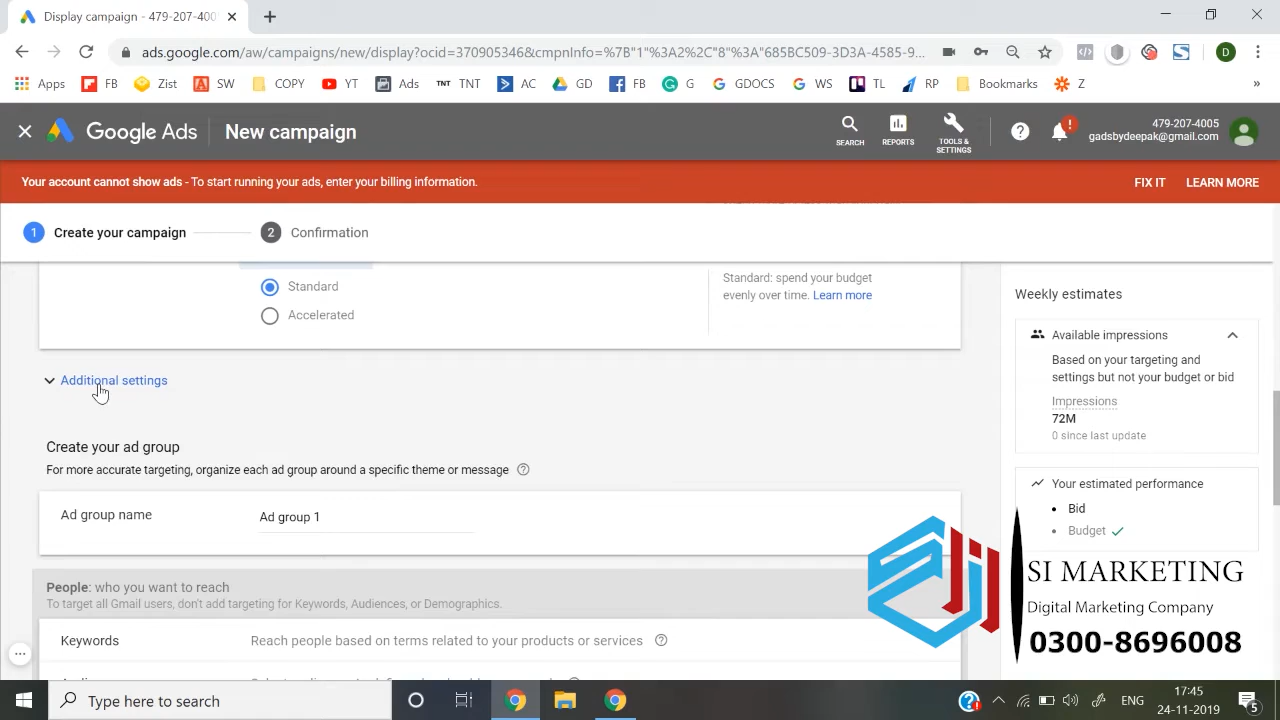 Display campaign - 479-207-400
ads.google.com/aw/campaigns/new/display?ocid=370905346&cmpnInfo=%7B"1"%3A2%2C"8"%3A"685BC509-3D3A-4585-9...
D
Apps FB Zist SW COPY YT Ads TNT TNT AC GD FB G GDOCS WS TL RP Bookmarks Z »
Google Ads New campaign
SEARCH REPORTS TOOLS & SETTINGS
479-207-4005
gadsbydeepak@gmail.com
Your account cannot show ads - To start running your ads, enter your billing information. FIX IT LEARN MORE
1 Create your campaign 2 Confirmation
Standard
Accelerated
Standard: spend your budget
evenly over time. Learn more
Additional settings
Create your ad group
For more accurate targeting, organize each ad group around a specific theme or message
Ad group name Ad group 1
People: who you want to reach
To target all Gmail users, don't add targeting for Keywords, Audiences, or Demographics.
Keywords Reach people based on terms related to your products or services
Weekly estimates
Available impressions
Based on your targeting and
settings but not your budget or bid
Impressions
72M
0 since last update
Your estimated performance
• Bid
• Budget
SI MARKETING
Digital Marketing Company
0300-8696008
Type here to search
ENG
17:45
24-11-2019
5